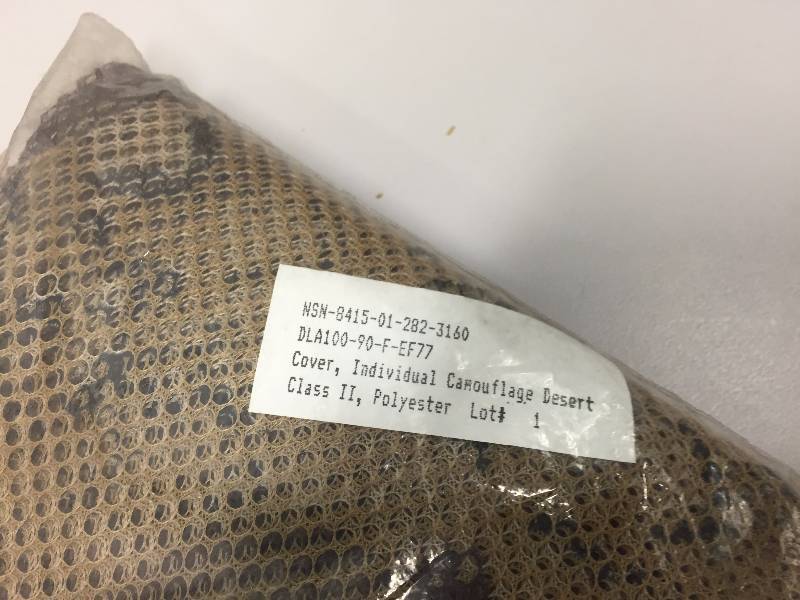 NSN-8415-01-282-3160
DLA100-90-F-EF77
Cover, Individual Camouflage Desert
Class II, Polyester Lot# 1